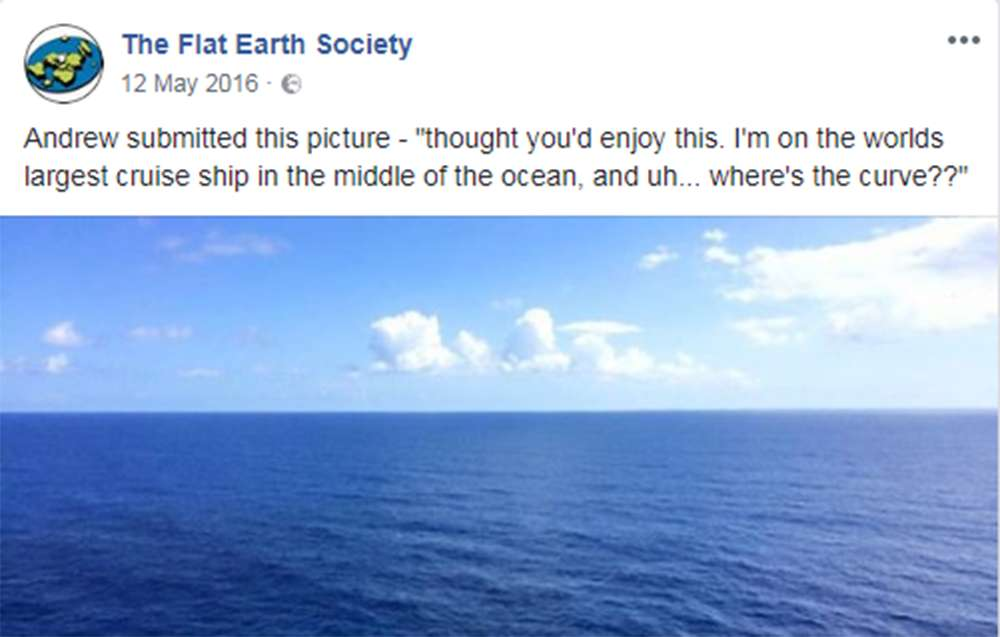 The Flat Earth Society
12 May 2016 ·
Andrew submitted this picture - "thought you'd enjoy this. I'm on the worlds
largest cruise ship in the middle of the ocean, and uh... where's the curve??"